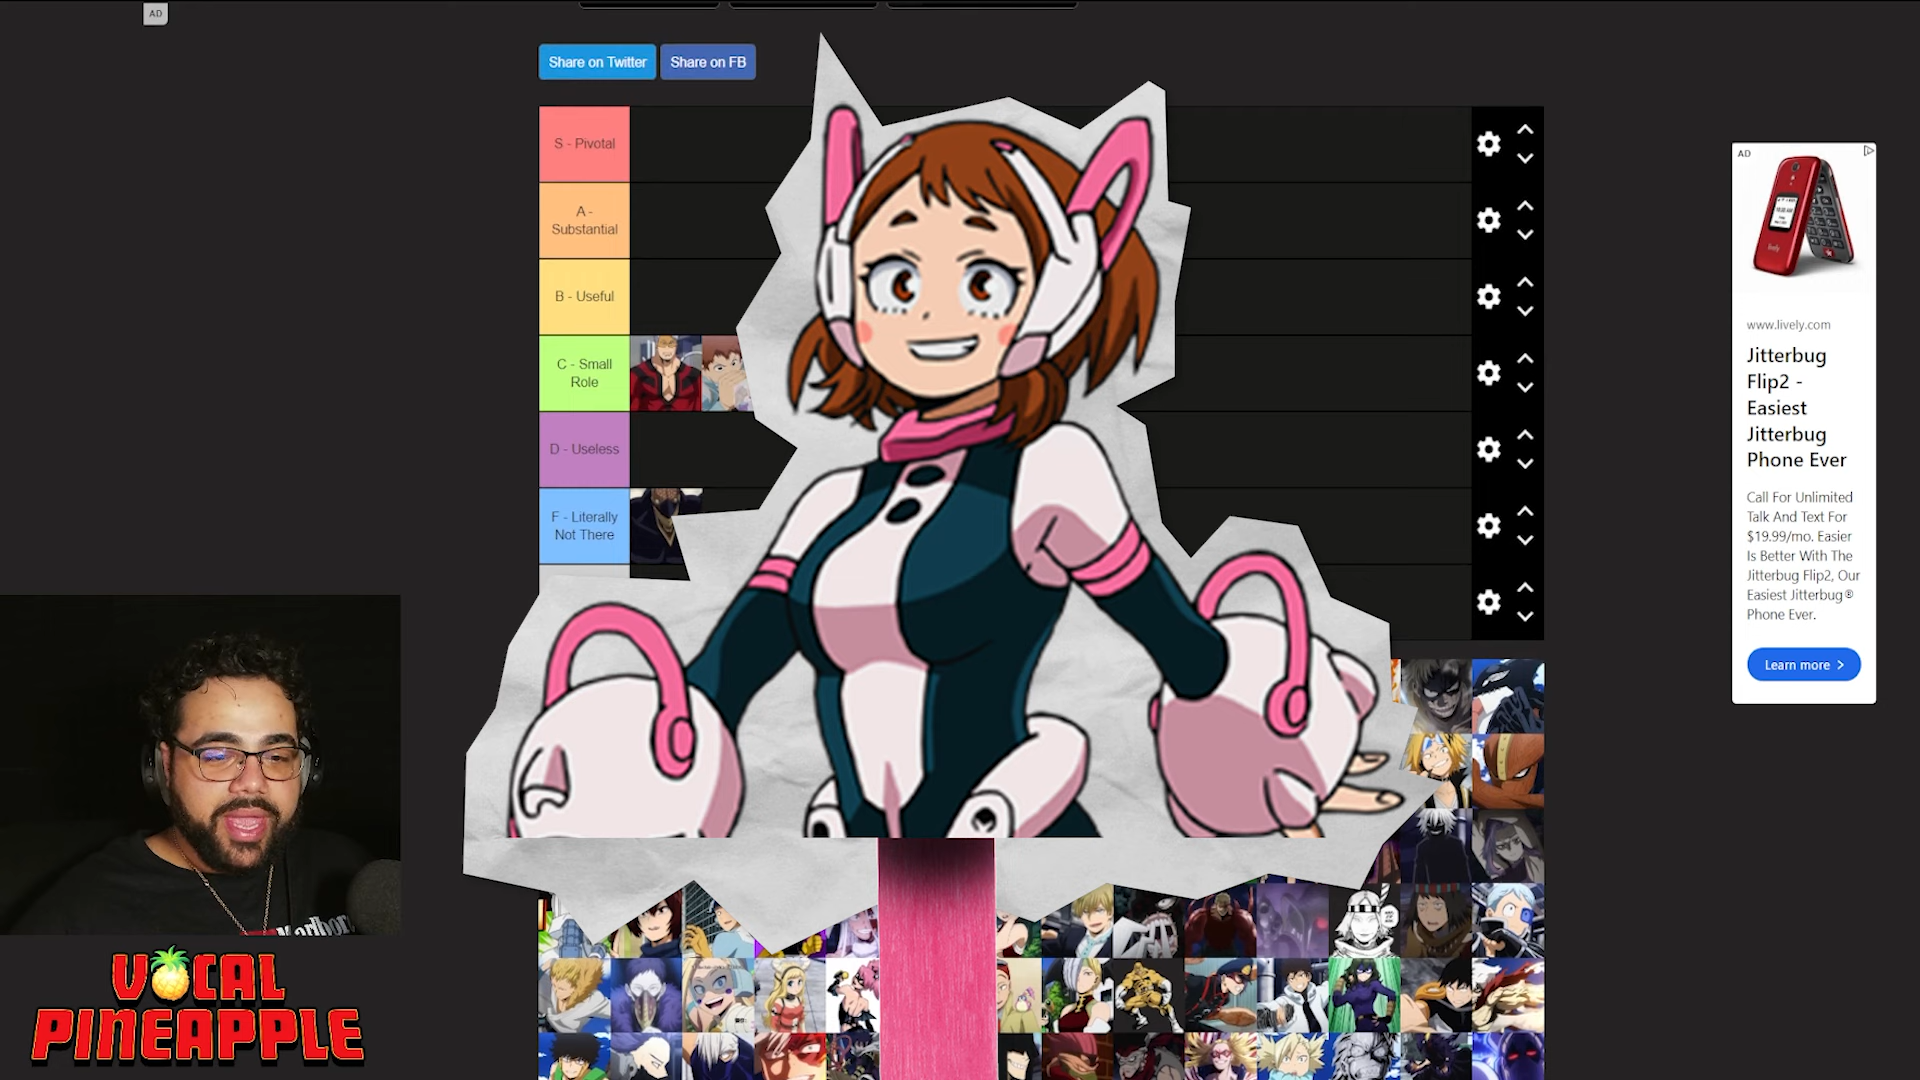 AD
Share on Twitter
Share on FB
S - Pivotal
A -
Substantial
B - Useful
C - Small
Role
D - Useless
F - Literally
Not There
AD
www.lively.com
Jitterbug
Flip2 -
Easiest
Jitterbug
Phone Ever
Call For Unlimited
Talk And Text For
$19.99/mo. Easier
Is Better With The
Jitterbug Flip2, Our
Easiest Jitterbug®
Phone Ever.
Learn more
Marlboro
VOCAL
PINEAPPLE